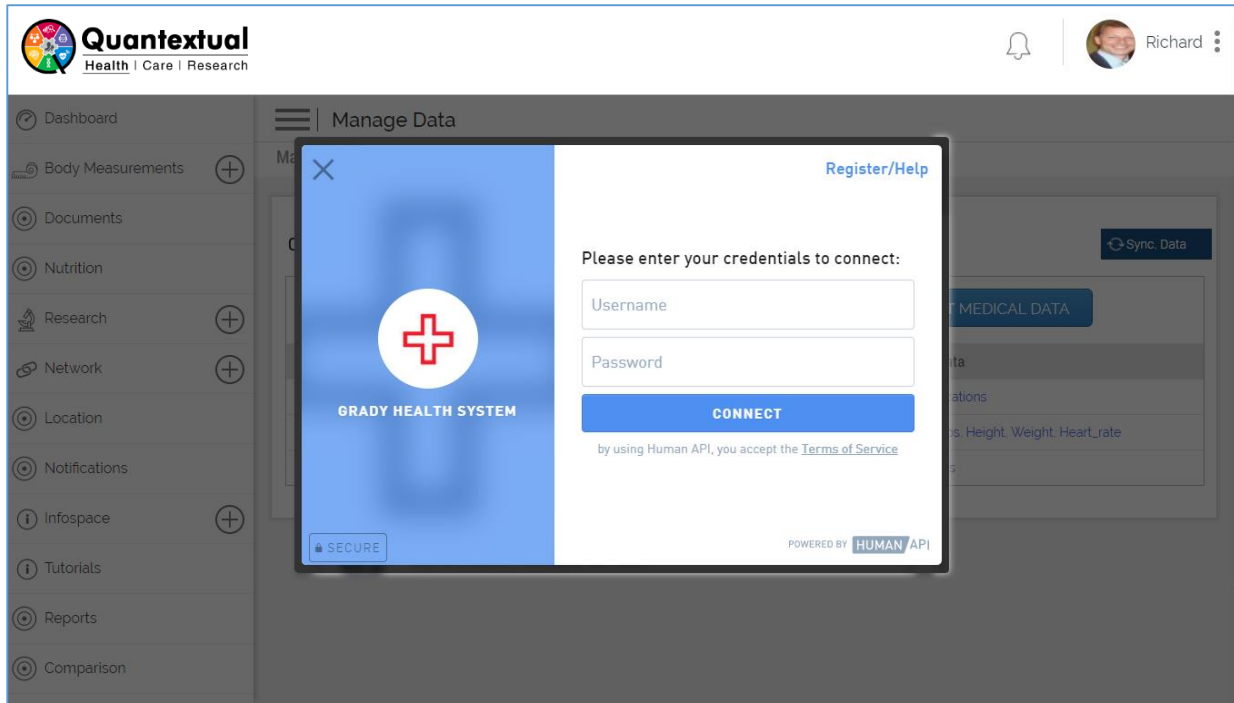 Quantextual
Health | Care | Research
Richard
Dashboard
Manage Data
Body Measurements
Documents
Nutrition
Research
Network
Location
Notifications
Infospace
Tutorials
Reports
Comparison
Register/Help
Please enter your credentials to connect:
Username
Password
CONNECT
by using Human API, you accept the Terms of Service
GRADY HEALTH SYSTEM
SECURE
POWERED BY HUMAN API
Sync. Data
MEDICAL DATA
Height, Weight, Heart_rate